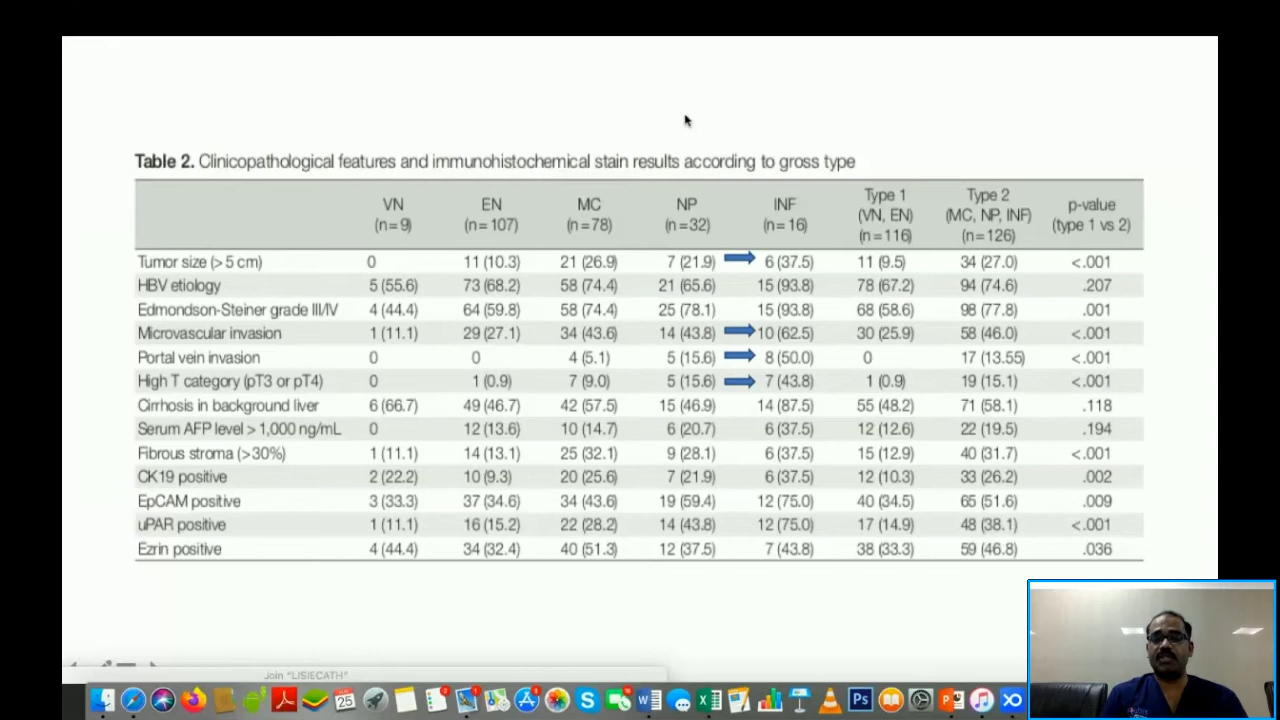 Table 2. Clinicopathological features and immunohistochemical stain results according to gross type
VN (n=9) EN (n=107) MC (n=78) NP (n=32) INF (n=16) Type 1 (VN, EN) (n=116) Type 2 (MC, NP, INF) (n=126) p-value (type 1 vs 2)
Tumor size (> 5 cm) 0 11 (10.3) 21 (26.9) 7 (21.9) 6 (37.5) 11 (9.5) 34 (27.0) <.001
HBV etiology 5 (55.6) 73 (68.2) 58 (74.4) 21 (65.6) 15 (93.8) 78 (67.2) 94 (74.6) .207
Edmondson-Steiner grade III/IV 4 (44.4) 64 (59.8) 58 (74.4) 25 (78.1) 15 (93.8) 68 (58.6) 98 (77.8) .001
Microvascular invasion 1 (11.1) 29 (27.1) 34 (43.6) 14 (43.8) 10 (62.5) 30 (25.9) 58 (46.0) <.001
Portal vein invasion 0 0 4 (5.1) 5 (15.6) 8 (50.0) 0 17 (13.55) <.001
High T category (pT3 or pT4) 0 1 (0.9) 7 (9.0) 5 (15.6) 7 (43.8) 1 (0.9) 19 (15.1) <.001
Cirrhosis in background liver 6 (66.7) 49 (46.7) 42 (57.5) 15 (46.9) 14 (87.5) 55 (48.2) 71 (58.1) .118
Serum AFP level > 1,000 ng/mL 0 12 (13.6) 10 (14.7) 6 (20.7) 6 (37.5) 12 (12.6) 22 (19.5) .194
Fibrous stroma (>30%) 1 (11.1) 14 (13.1) 25 (32.1) 9 (28.1) 6 (37.5) 15 (12.9) 40 (31.7) <.001
CK19 positive 2 (22.2) 10 (9.3) 20 (25.6) 7 (21.9) 6 (37.5) 12 (10.3) 33 (26.2) .002
EpCAM positive 3 (33.3) 37 (34.6) 34 (43.6) 19 (59.4) 12 (75.0) 40 (34.5) 65 (51.6) .009
uPAR positive 1 (11.1) 16 (15.2) 22 (28.2) 14 (43.8) 12 (75.0) 17 (14.9) 48 (38.1) <.001
Ezrin positive 4 (44.4) 34 (32.4) 40 (51.3) 12 (37.5) 7 (43.8) 38 (33.3) 59 (46.8) .036
Join "LISIECATH"
25
Ps